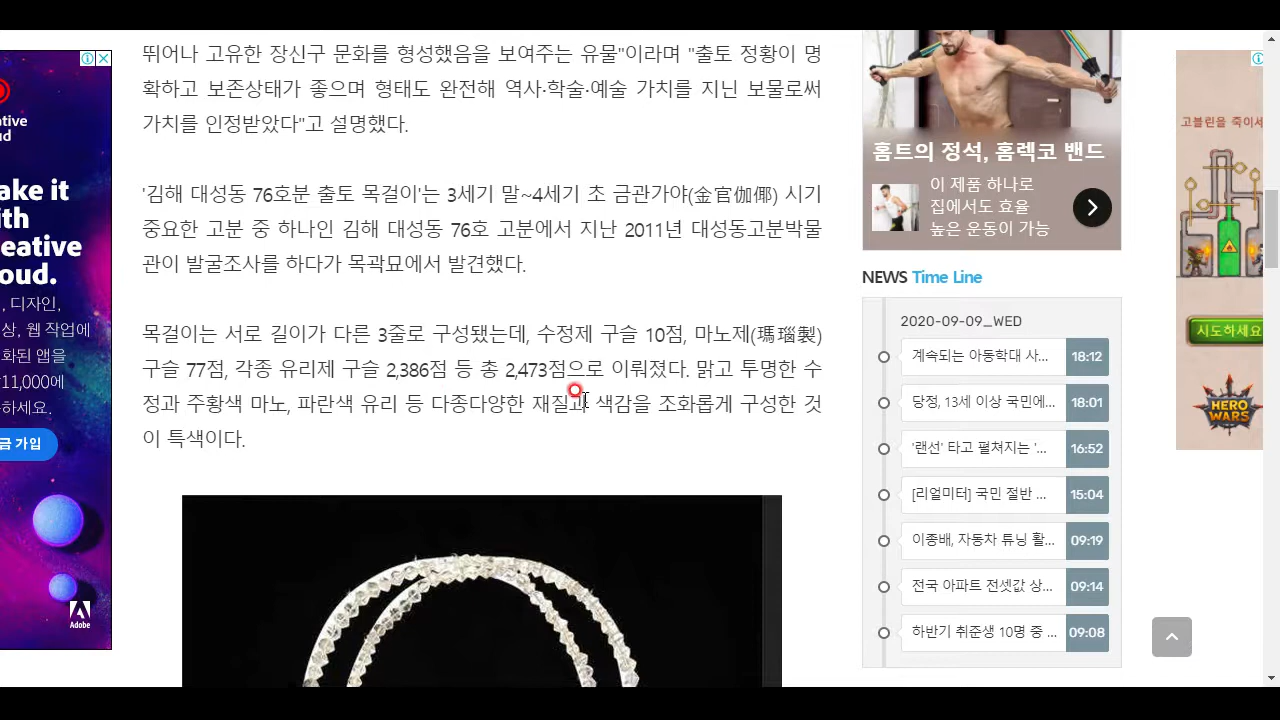 뛰어나 고유한 장신구 문화를 형성했음을 보여주는 유물"이라며 "출토 정황이 명
확하고 보존상태가 좋으며 형태도 완전해 역사·학술·예술 가치를 지닌 보물로써
가치를 인정받았다"고 설명했다.
'김해 대성동 76호분 출토 목걸이'는 3세기 말~4세기 초 금관가야(金官伽倻) 시기
중요한 고분 중 하나인 김해 대성동 76호 고분에서 지난 2011년 대성동고분박물
관이 발굴조사를 하다가 목곽묘에서 발견했다.
목걸이는 서로 길이가 다른 3줄로 구성됐는데, 수정제 구슬 10점, 마노제(瑪瑙製)
구슬 77점, 각종 유리제 구슬 2,386점 등 총 2,473점으로 이뤄졌다. 맑고 투명한 수
정과 주황색 마노, 파란색 유리 등 다종다양한 재질과 색감을 조화롭게 구성한 것
이 특색이다.
ative
ud
ake it
ith
eative
oud.
, 디자인,
상, 웹 작업에
화된 앱을
11,000에
하세요.
금 가입
Adobe
홈트의 정석, 홈렉코 밴드
이 제품 하나로
집에서도 효율
높은 운동이 가능
NEWS Time Line
2020-09-09_WED
계속되는 아동학대 사... 18:12
당정, 13세 이상 국민에... 18:01
'랜선' 타고 펼쳐지는 '... 16:52
[리얼미터] 국민 절반 ... 15:04
이종배, 자동차 튜닝 활... 09:19
전국 아파트 전셋값 상... 09:14
하반기 취준생 10명 중 ... 09:08
고블린을 죽이세
시도하세요
HERO
WARS